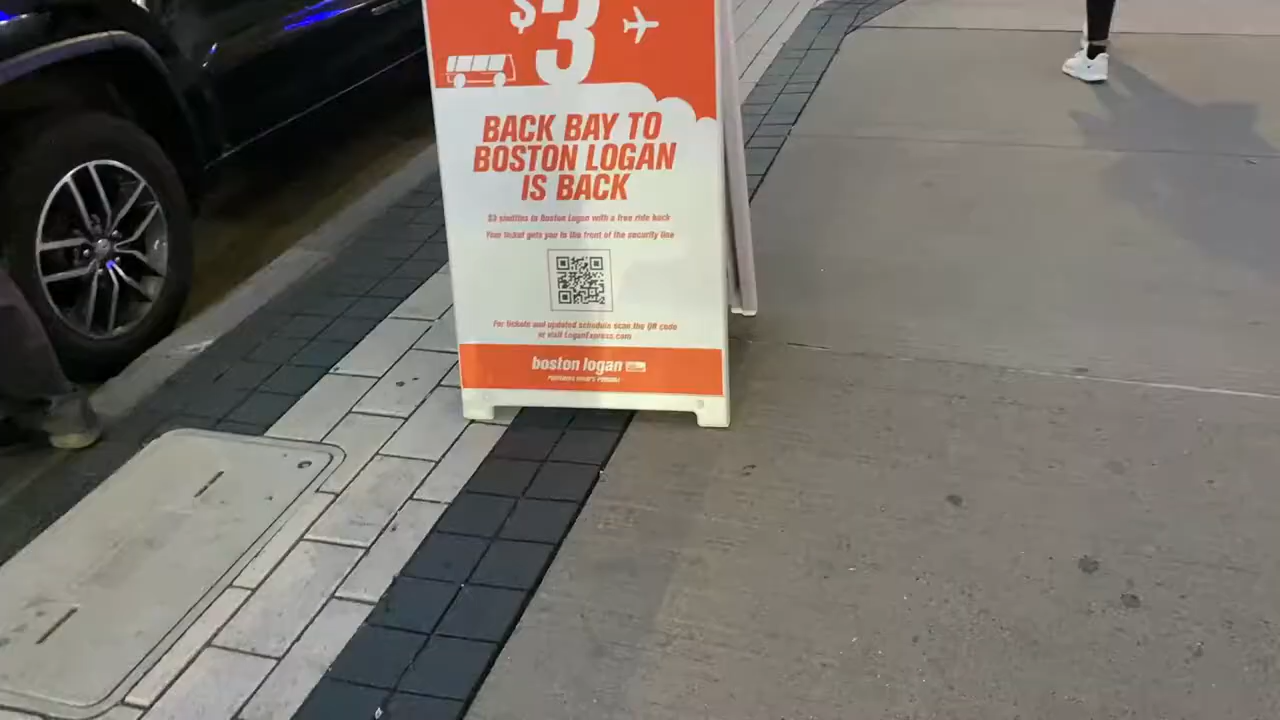 $3
BACK BAY TO
BOSTON LOGAN
IS BACK
$3 shuttles to Boston Logan with a free ride back
Your ticket gets you to the front of the security line
For tickets and updated schedule scan the QR code
or visit LoganExpress.com
boston logan